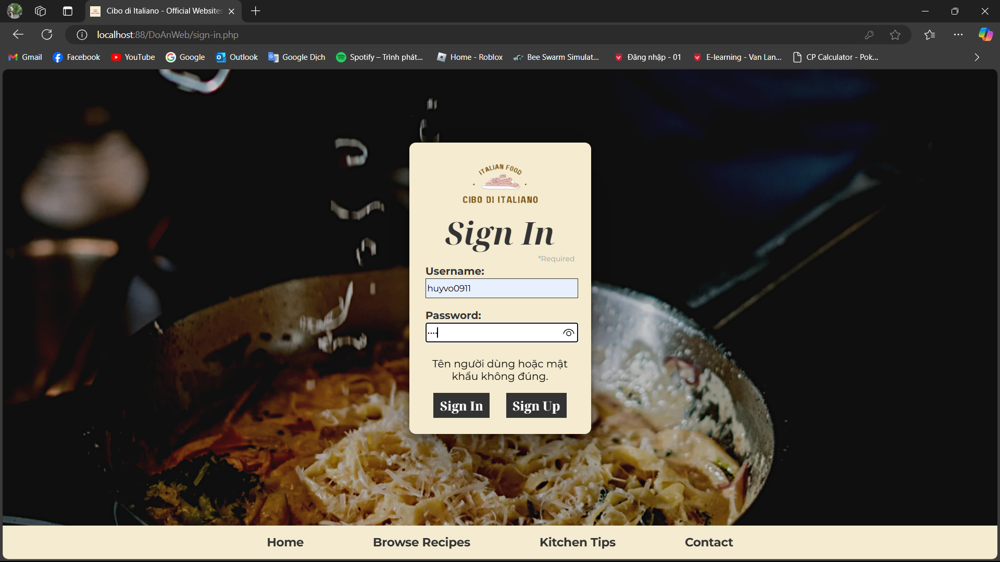 Cibo di Italiano - Official Websites
localhost:88/DoAnWeb/sign-in.php
Gmail
Facebook
YouTube
Google
Outlook
Google Dịch
Spotify – Trình phát...
Home - Roblox
Bee Swarm Simulat...
Đăng nhập - 01
E-learning - Van Lan...
CP Calculator - Pok...
ITALIAN FOOD
CIBO DI ITALIANO
Sign In
*Required
Username:
huyvo0911
Password:
Tên người dùng hoặc mật
khẩu không đúng.
Sign In
Sign Up
Home
Browse Recipes
Kitchen Tips
Contact